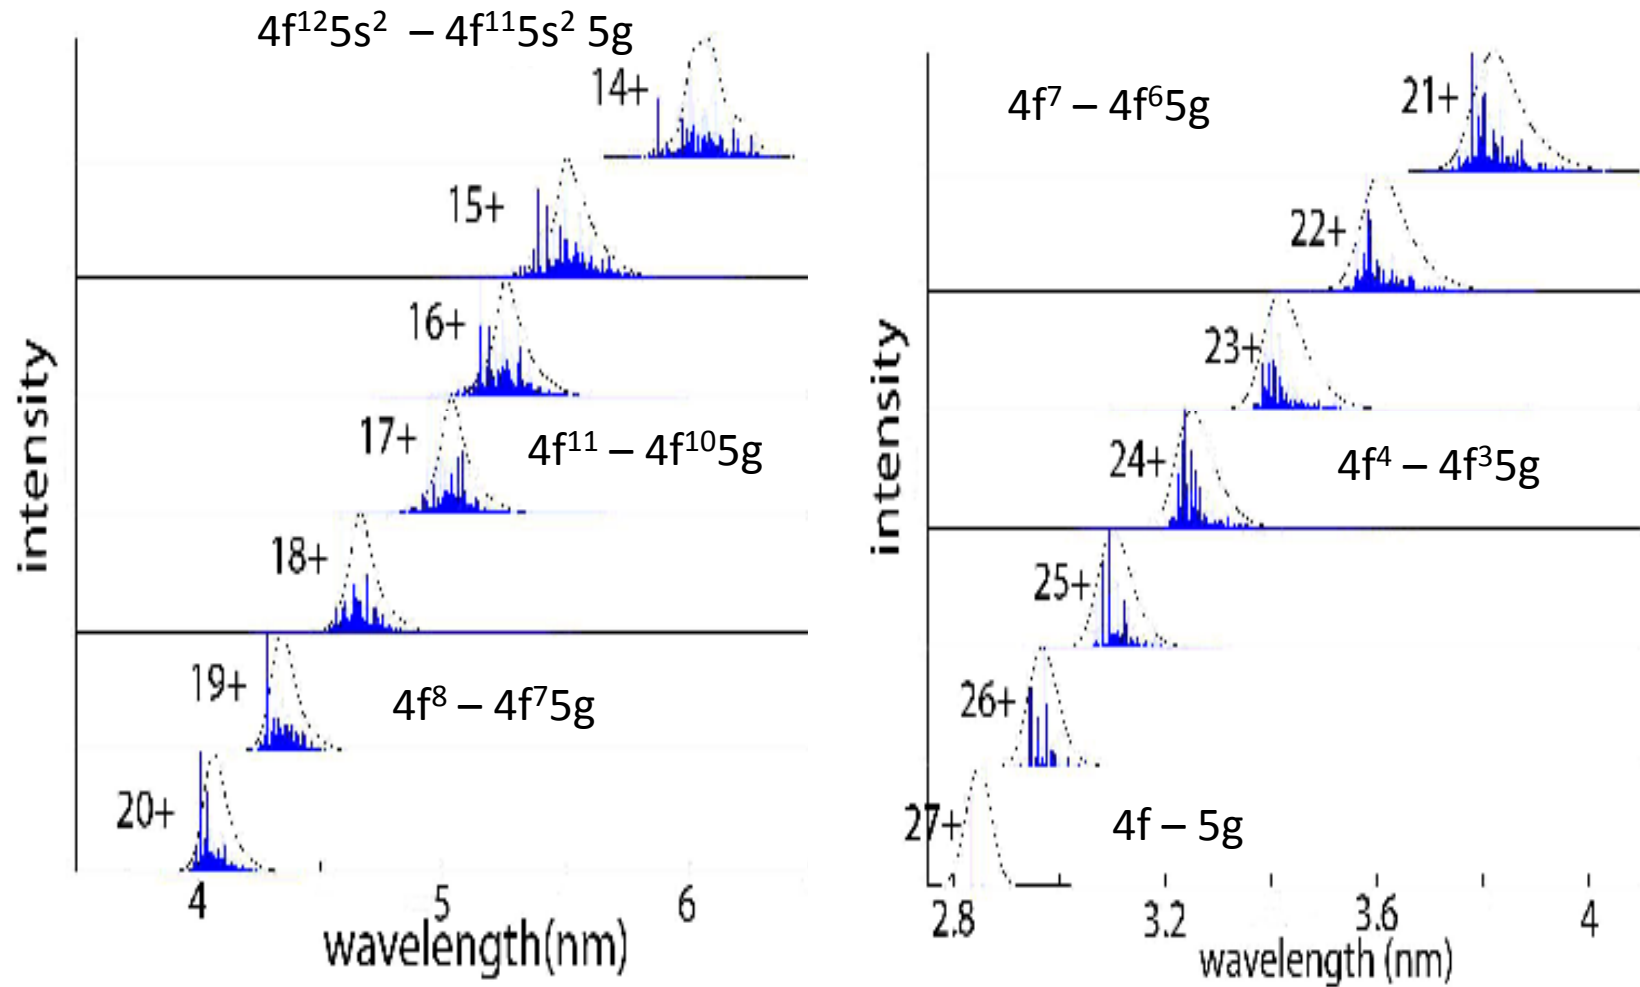 4f¹²5s² – 4f¹¹5s² 5g
14+
15+
16+
17+
4f¹¹ – 4f¹⁰5g
18+
19+
4f⁸ – 4f⁷5g
20+
intensity
4
5
6
wavelength(nm)
4f⁷ – 4f⁶5g
21+
22+
23+
24+
4f⁴ – 4f³5g
25+
26+
27+
4f – 5g
intensity
2.8
3.2
3.6
4
wavelength (nm)